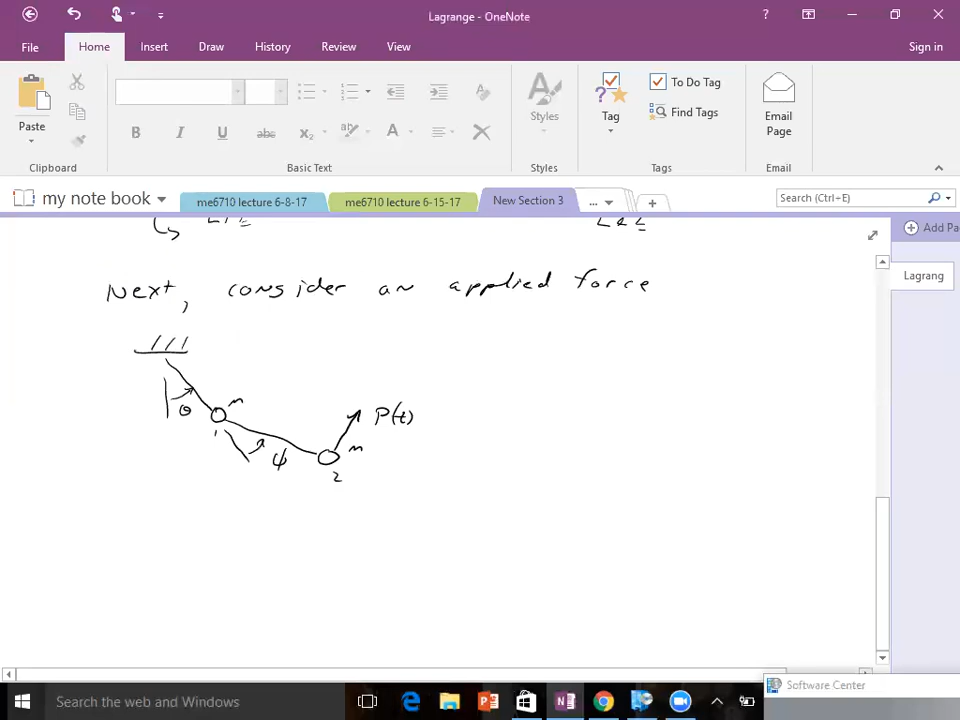 Lagrange - OneNote
?
File Home Insert Draw History Review View Sign in
Paste
Clipboard
B I U abc x₂ A
Basic Text
Styles
Styles
To Do Tag
Find Tags
Tag
Tags
Email Page
Email
my notebook me6710 lecture 6-8-17 me6710 lecture 6-15-17 New Section 3 ... + Search (Ctrl+E)
Add Pa
Lagrang
Next, consider an applied force
θ
m
1
ψ
P(t)
m
2
Software Center
Search the web and Windows